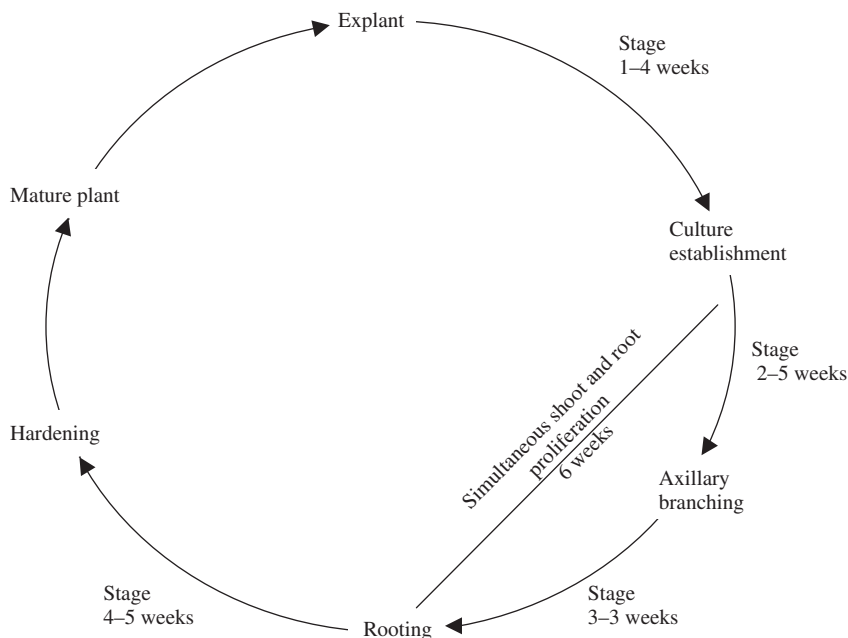 Explant
Stage
1–4 weeks
Mature plant
Culture
establishment
Stage
2–5 weeks
Simultaneous shoot and root
proliferation
6 weeks
Hardening
Axillary
branching
Stage
4–5 weeks
Stage
3–3 weeks
Rooting